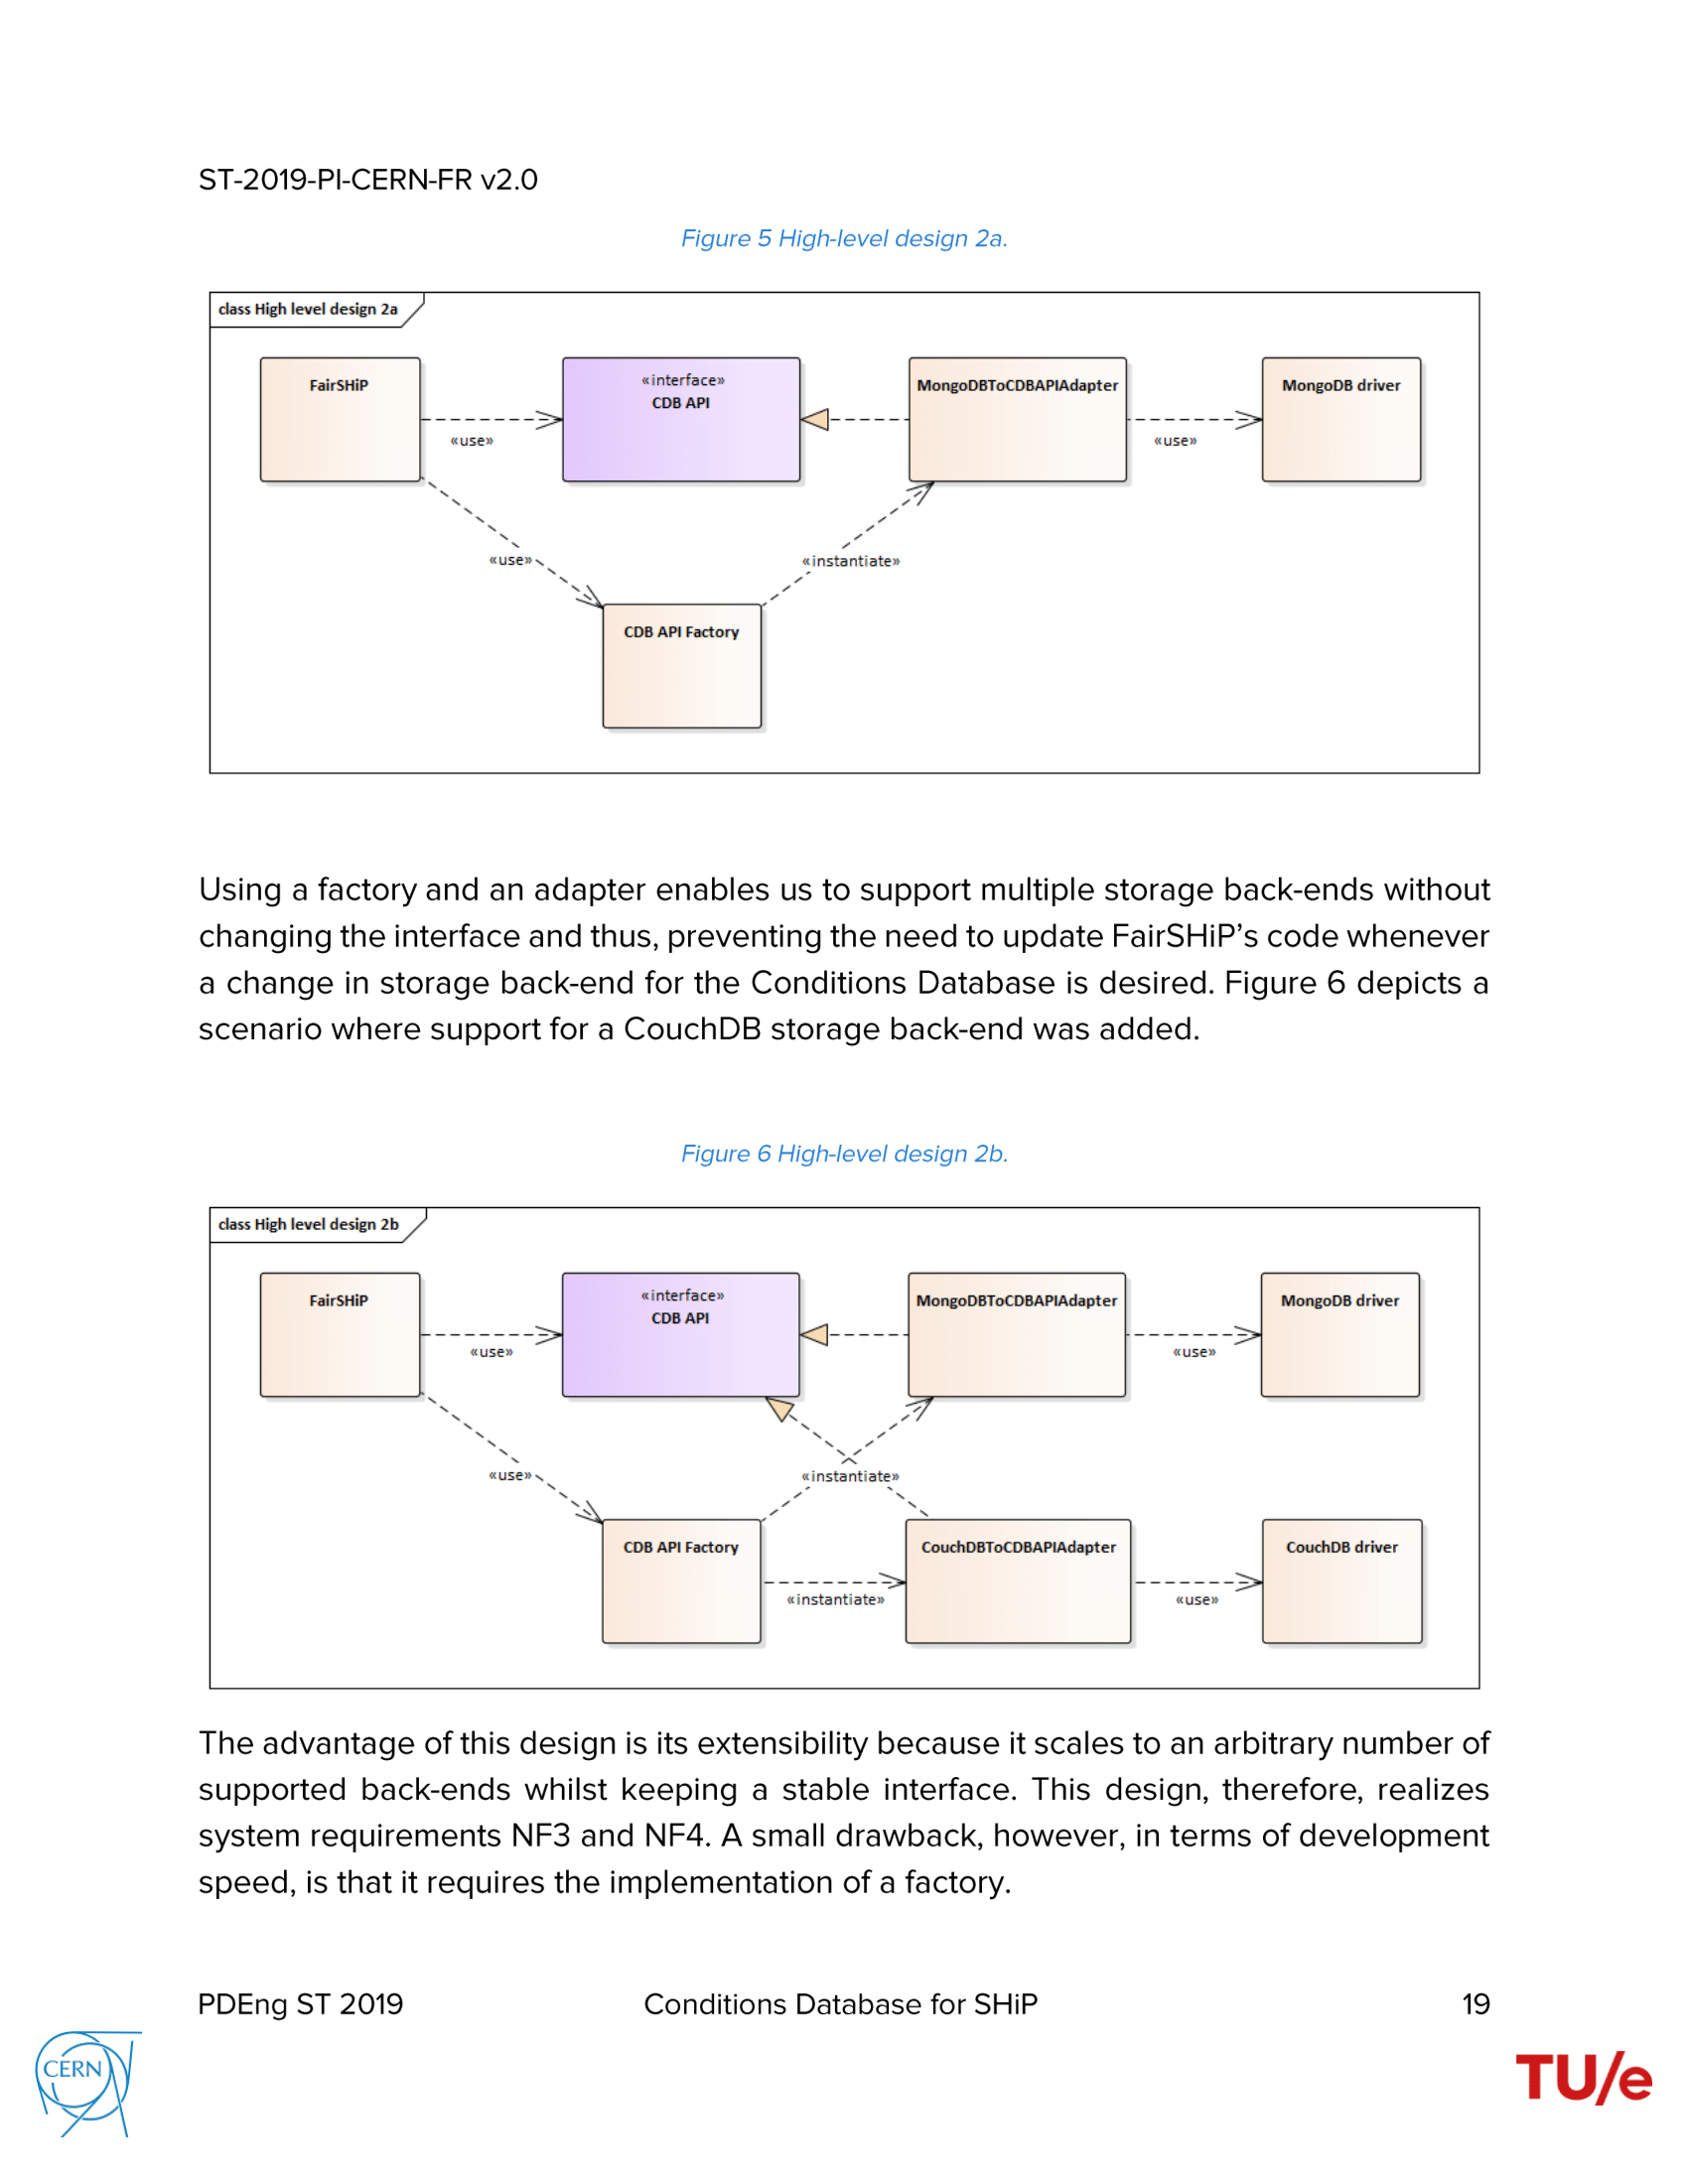 ST-2019-PI-CERN-FR v2.0
Figure 5 High-level design 2a.
class High level design 2a
FairSHiP
«interface»
CDB API
MongoDBToCDBAPIAdapter
MongoDB driver
«use»
«use»
«use»
«instantiate»
CDB API Factory
Using a factory and an adapter enables us to support multiple storage back-ends without
changing the interface and thus, preventing the need to update FairSHiP’s code whenever
a change in storage back-end for the Conditions Database is desired. Figure 6 depicts a
scenario where support for a CouchDB storage back-end was added.
Figure 6 High-level design 2b.
class High level design 2b
FairSHiP
«interface»
CDB API
MongoDBToCDBAPIAdapter
MongoDB driver
«use»
«use»
«use»
«instantiate»
CDB API Factory
CouchDBToCDBAPIAdapter
CouchDB driver
«instantiate»
«use»
The advantage of this design is its extensibility because it scales to an arbitrary number of
supported back-ends whilst keeping a stable interface. This design, therefore, realizes
system requirements NF3 and NF4. A small drawback, however, in terms of development
speed, is that it requires the implementation of a factory.
PDEng ST 2019 Conditions Database for SHiP 19
CERN
TU/e